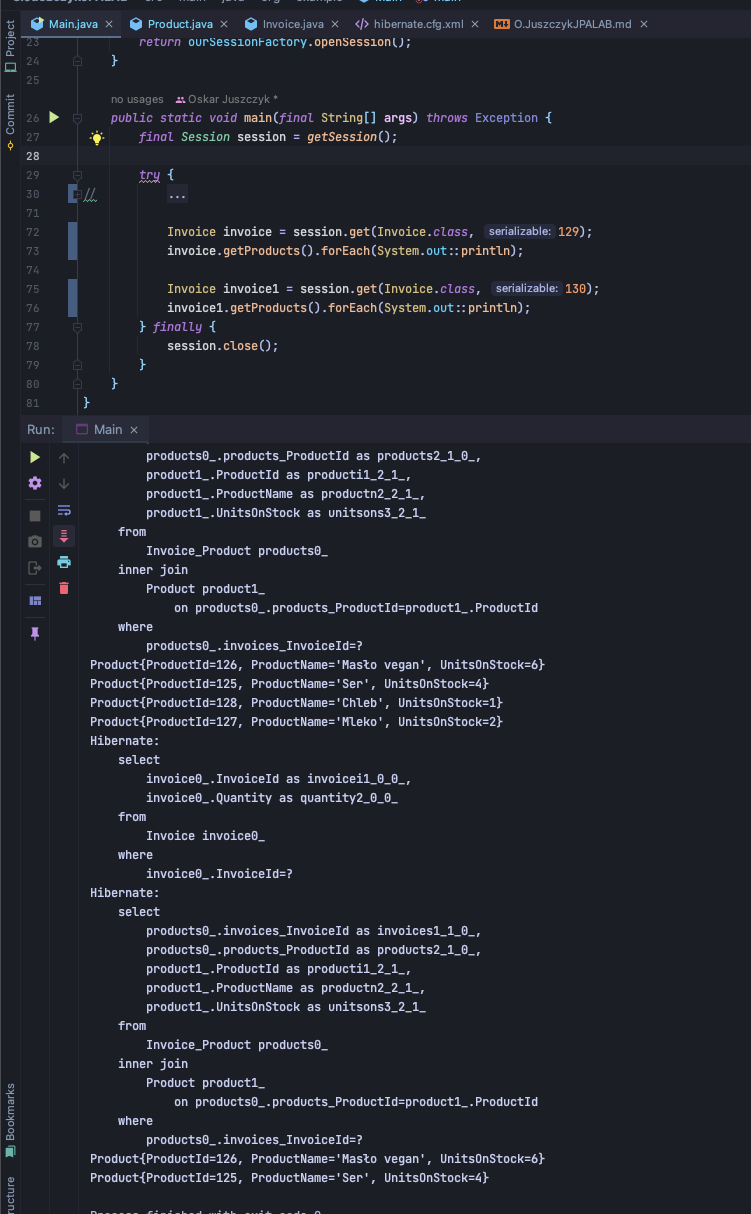 Main.java × Product.java × Invoice.java × hibernate.cfg.xml × O.JuszczykJPALAB.md ×
Project
Commit
23 return ourSessionFactory.openSession();
24 }
25
no usages Oskar Juszczyk *
26 public static void main(final String[] args) throws Exception {
27 final Session session = getSession();
28
29 try {
30 // ...
71
72 Invoice invoice = session.get(Invoice.class, serializable: 129);
73 invoice.getProducts().forEach(System.out::println);
74
75 Invoice invoice1 = session.get(Invoice.class, serializable: 130);
76 invoice1.getProducts().forEach(System.out::println);
77 } finally {
78 session.close();
79 }
80 }
81 }
Run: Main ×
products0_.products_ProductId as products2_1_0_,
product1_.ProductId as producti1_2_1_,
product1_.ProductName as productn2_2_1_,
product1_.UnitsOnStock as unitsons3_2_1_
from
Invoice_Product products0_
inner join
Product product1_
on products0_.products_ProductId=product1_.ProductId
where
products0_.invoices_InvoiceId=?
Product{ProductId=126, ProductName='Masło vegan', UnitsOnStock=6}
Product{ProductId=125, ProductName='Ser', UnitsOnStock=4}
Product{ProductId=128, ProductName='Chleb', UnitsOnStock=1}
Product{ProductId=127, ProductName='Mleko', UnitsOnStock=2}
Hibernate:
select
invoice0_.InvoiceId as invoicei1_0_0_,
invoice0_.Quantity as quantity2_0_0_
from
Invoice invoice0_
where
invoice0_.InvoiceId=?
Hibernate:
select
products0_.invoices_InvoiceId as invoices1_1_0_,
products0_.products_ProductId as products2_1_0_,
product1_.ProductId as producti1_2_1_,
product1_.ProductName as productn2_2_1_,
product1_.UnitsOnStock as unitsons3_2_1_
from
Invoice_Product products0_
inner join
Product product1_
on products0_.products_ProductId=product1_.ProductId
where
products0_.invoices_InvoiceId=?
Product{ProductId=126, ProductName='Masło vegan', UnitsOnStock=6}
Product{ProductId=125, ProductName='Ser', UnitsOnStock=4}
Process finished with exit code 0
Bookmarks